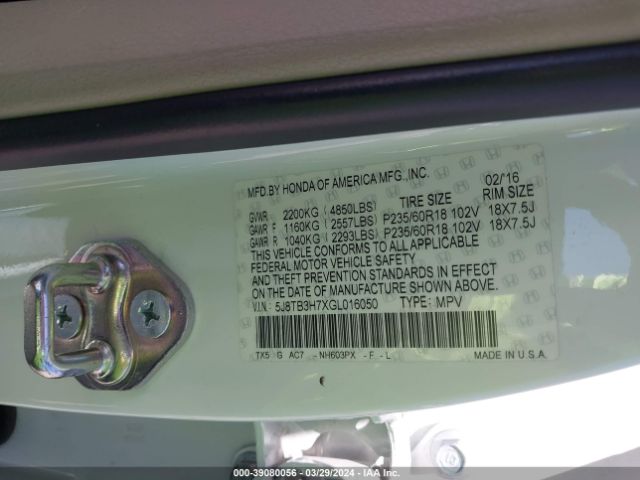 MFD.BY HONDA OF AMERICA MFG.,INC. 02/16
TIRE SIZE RIM SIZE
GVWR 2200KG (4850LBS)
GAWR F 1160KG (2557LBS) P235/60R18 102V 18X7.5J
GAWR R 1040KG (2293LBS) P235/60R18 102V 18X7.5J
THIS VEHICLE CONFORMS TO ALL APPLICABLE
FEDERAL MOTOR VEHICLE SAFETY
AND THEFT PREVENTION STANDARDS IN EFFECT
ON THE DATE OF MANUFACTURE SHOWN ABOVE.
V.I.N.: 5J8TB3H7XGL016050 TYPE: MPV
TX5 G AC7 - NH603PX - F - L MADE IN U.S.A.
000-39080056 - 03/29/2024 - IAA